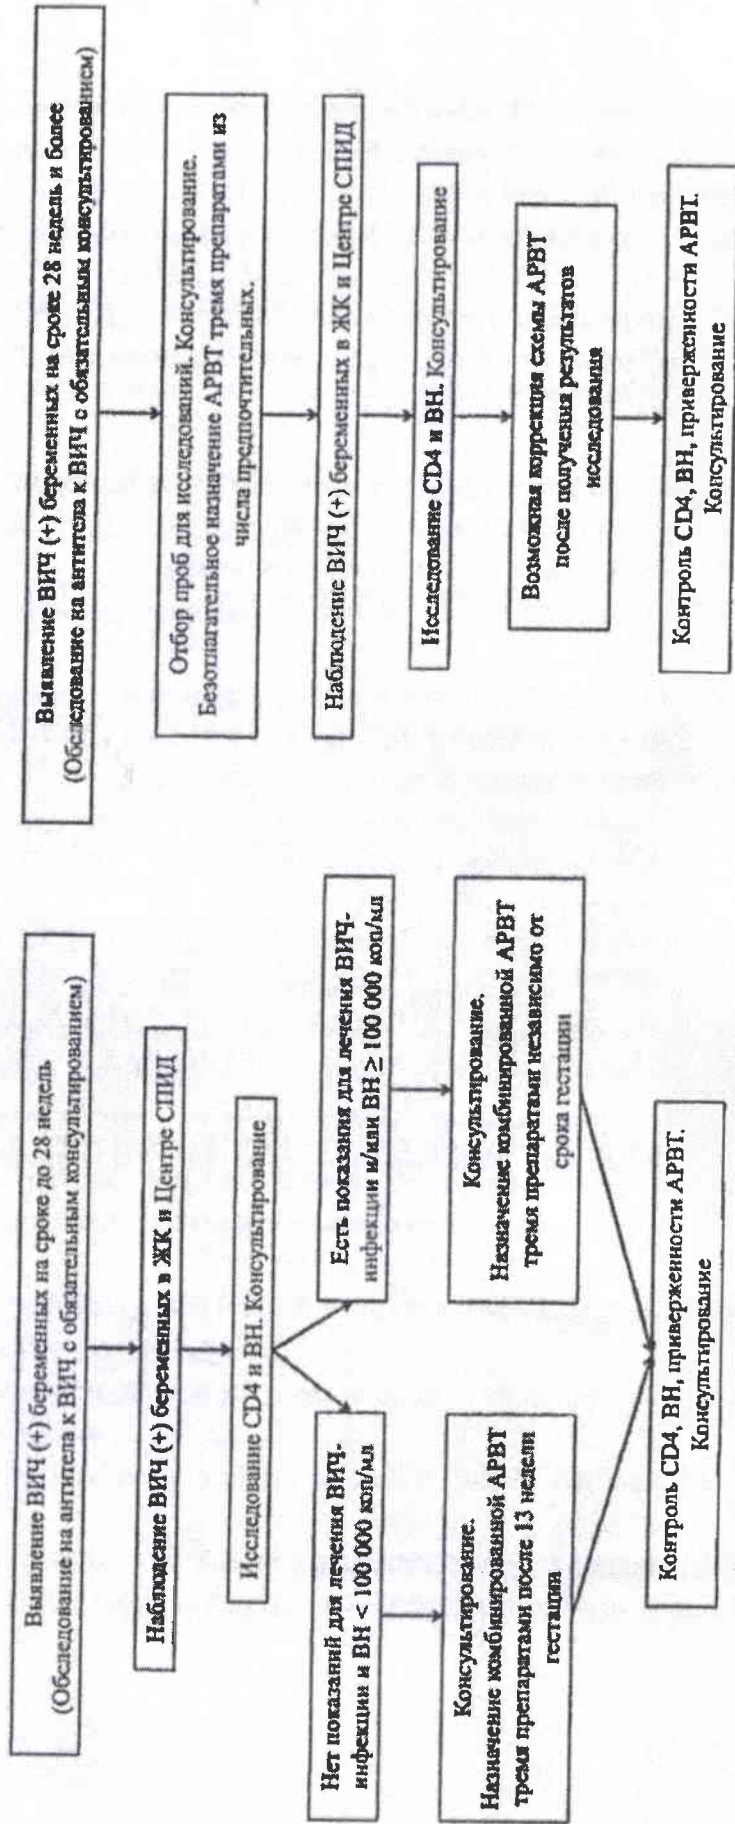 Выявление ВИЧ (+) беременных на сроке до 28 недель
(Обследование на антитела к ВИЧ с обязательным консультированием)
Наблюдение ВИЧ (+) беременных в ЖК и Центре СПИД
Исследование CD4 и ВН. Консультирование
Нет показаний для лечения ВИЧ-
инфекции и ВН < 100 000 коп/мл
Есть показания для лечения ВИЧ-
инфекции и/или ВН ≥ 100 000 коп/мл
Консультирование.
Назначение комбинированной АРВТ
тремя препаратами после 13 недели
гестации
Консультирование.
Назначение комбинированной АРВТ
тремя препаратами независимо от
срока гестации
Контроль CD4, ВН, приверженности АРВТ.
Консультирование
Выявление ВИЧ (+) беременных на сроке 28 недель и более
(Обследование на антитела к ВИЧ с обязательным консультированием)
Отбор проб для исследований. Консультирование.
Безотлагательное назначение АРВТ тремя препаратами из
числа предпочтительных.
Наблюдение ВИЧ (+) беременных в ЖК и Центре СПИД
Исследование CD4 и ВН. Консультирование
Возможная коррекция схемы АРВТ
после получения результатов
исследования
Контроль CD4, ВН, приверженности АРВТ.
Консультирование